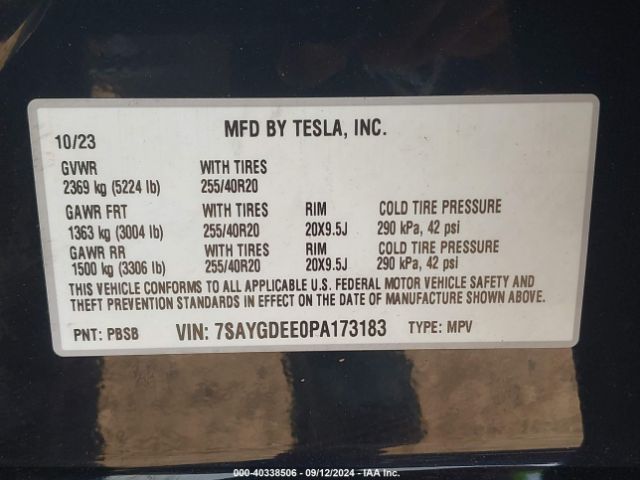 10/23 MFD BY TESLA, INC.
GVWR WITH TIRES
2369 kg (5224 lb) 255/40R20
GAWR FRT WITH TIRES RIM COLD TIRE PRESSURE
1363 kg (3004 lb) 255/40R20 20X9.5J 290 kPa, 42 psi
GAWR RR WITH TIRES RIM COLD TIRE PRESSURE
1500 kg (3306 lb) 255/40R20 20X9.5J 290 kPa, 42 psi
THIS VEHICLE CONFORMS TO ALL APPLICABLE U.S. FEDERAL MOTOR VEHICLE SAFETY AND
THEFT PREVENTION STANDARDS IN EFFECT ON THE DATE OF MANUFACTURE SHOWN ABOVE.
PNT: PBSB VIN: 7SAYGDEE0PA173183 TYPE: MPV
000-40338506 - 09/12/2024 - IAA Inc.